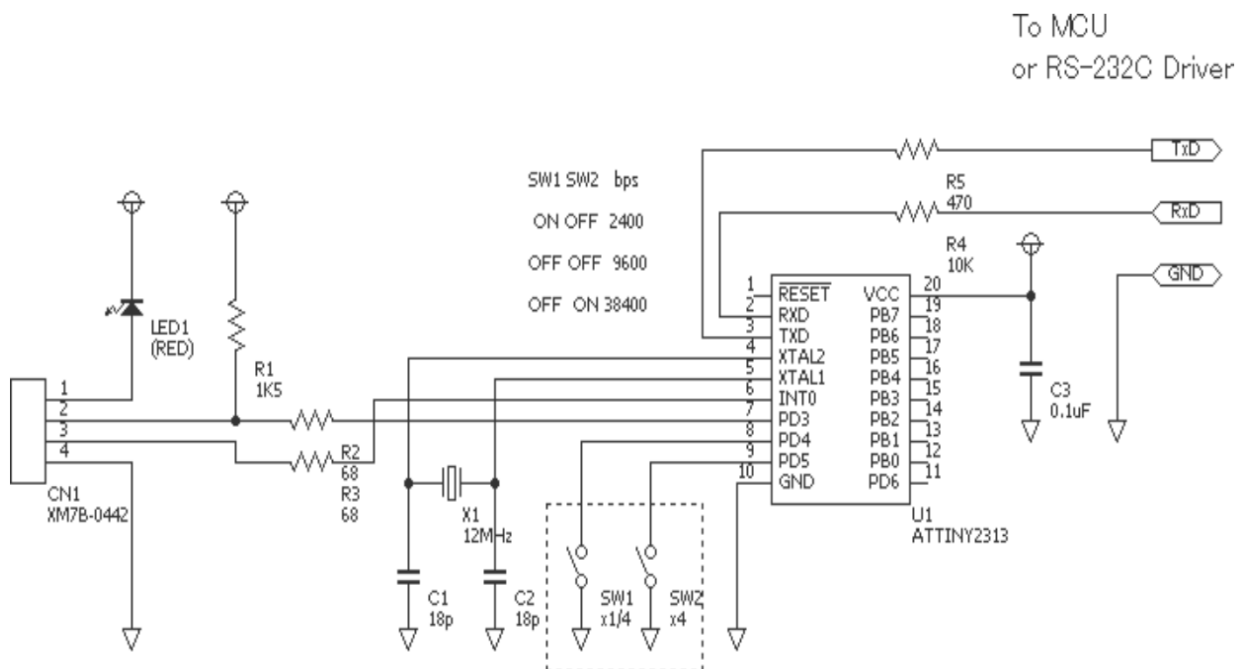 To MCU
or RS-232C Driver
TxD
R5
470
RxD
R4
10K
GND
SW1 SW2 bps
ON OFF 2400
OFF OFF 9600
OFF ON 38400
LED1
(RED)
R1
1K5
1
2
3
4
CN1
XM7B-0442
R2
68
R3
68
X1
12MHz
C1
18p
C2
18p
SW1
x1/4
SW2
x4
1 RESET VCC 20
2 RXD PB7 19
3 TXD PB6 18
4 XTAL2 PB5 17
5 XTAL1 PB4 16
6 INT0 PB3 15
7 PD3 PB2 14
8 PD4 PB1 13
9 PD5 PB0 12
10 GND PD6 11
U1
ATTINY2313
C3
0.1uF